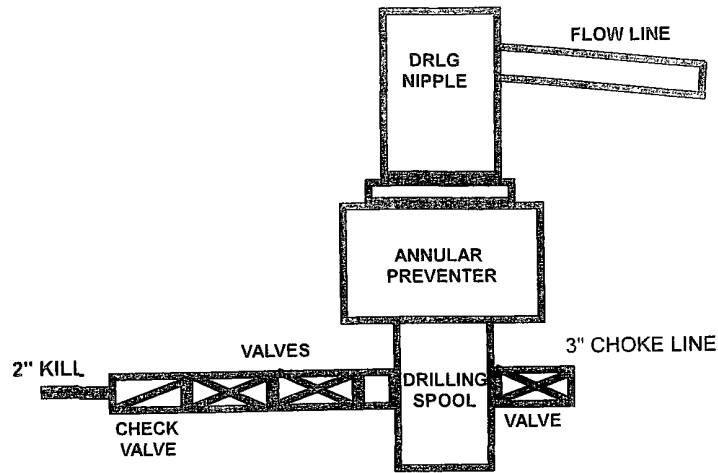 FLOW LINE
DRLG
NIPPLE
ANNULAR
PREVENTER
VALVES
3" CHOKE LINE
2" KILL
DRILLING
SPOOL
VALVE
CHECK
VALVE